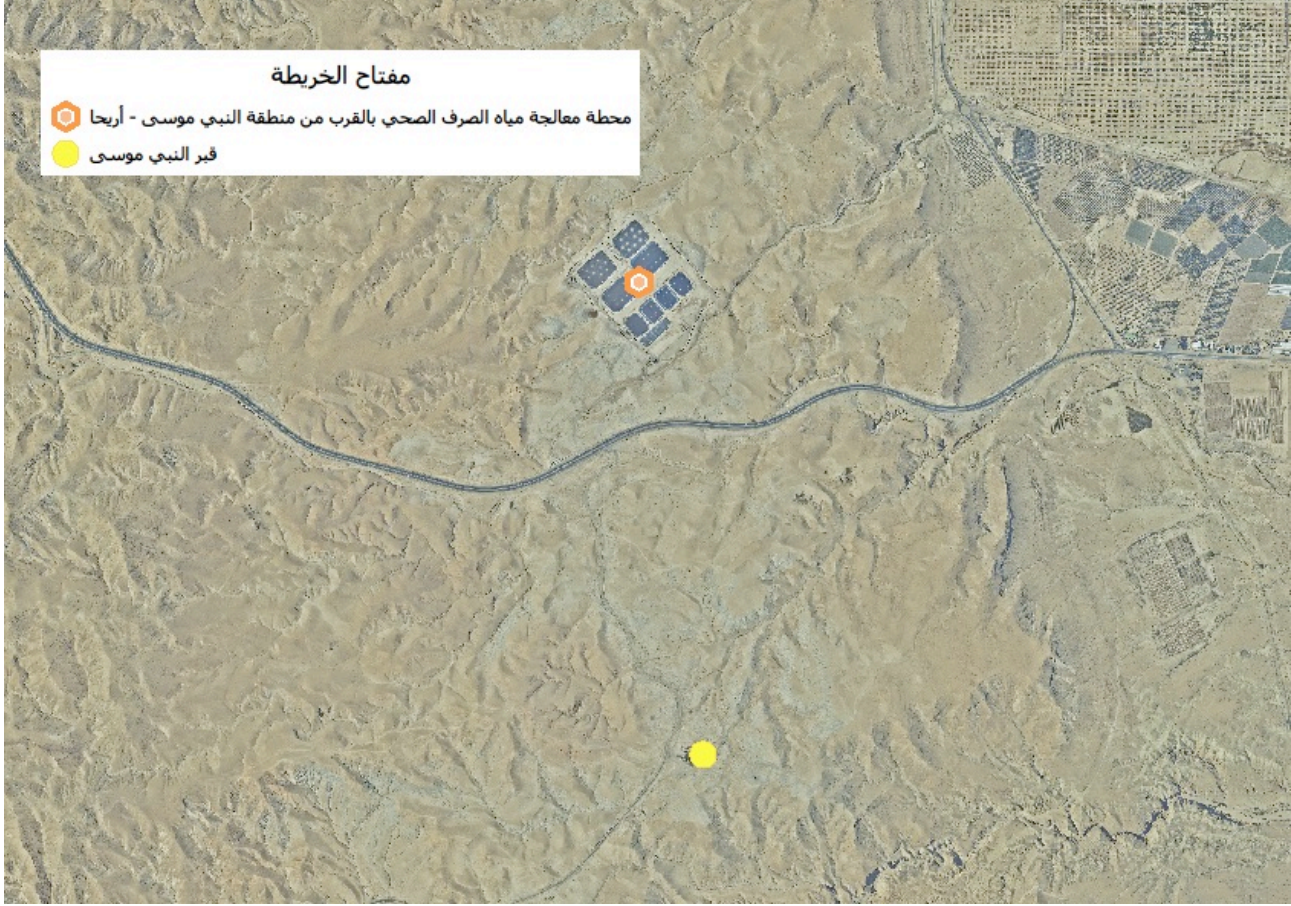 مفتاح الخريطة
محطة معالجة مياه الصرف الصحي بالقرب من منطقة النبي موسى - أريحا
قبر النبي موسى